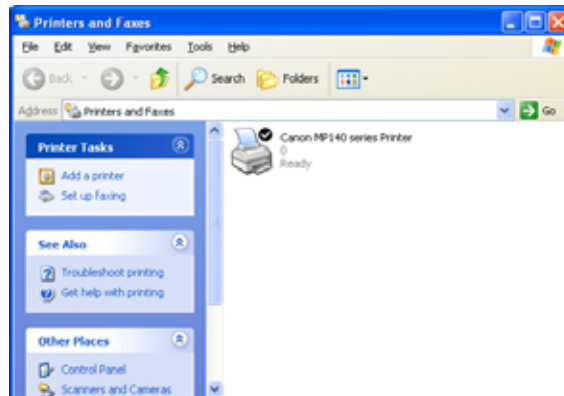 Printers and Faxes
File Edit View Favorites Tools Help
Back Search Folders
Address Printers and Faxes Go
Printer Tasks
Add a printer
Set up faxing
See Also
Troubleshoot printing
Get help with printing
Other Places
Control Panel
Scanners and Cameras
Canon MP140 series Printer
0
Ready